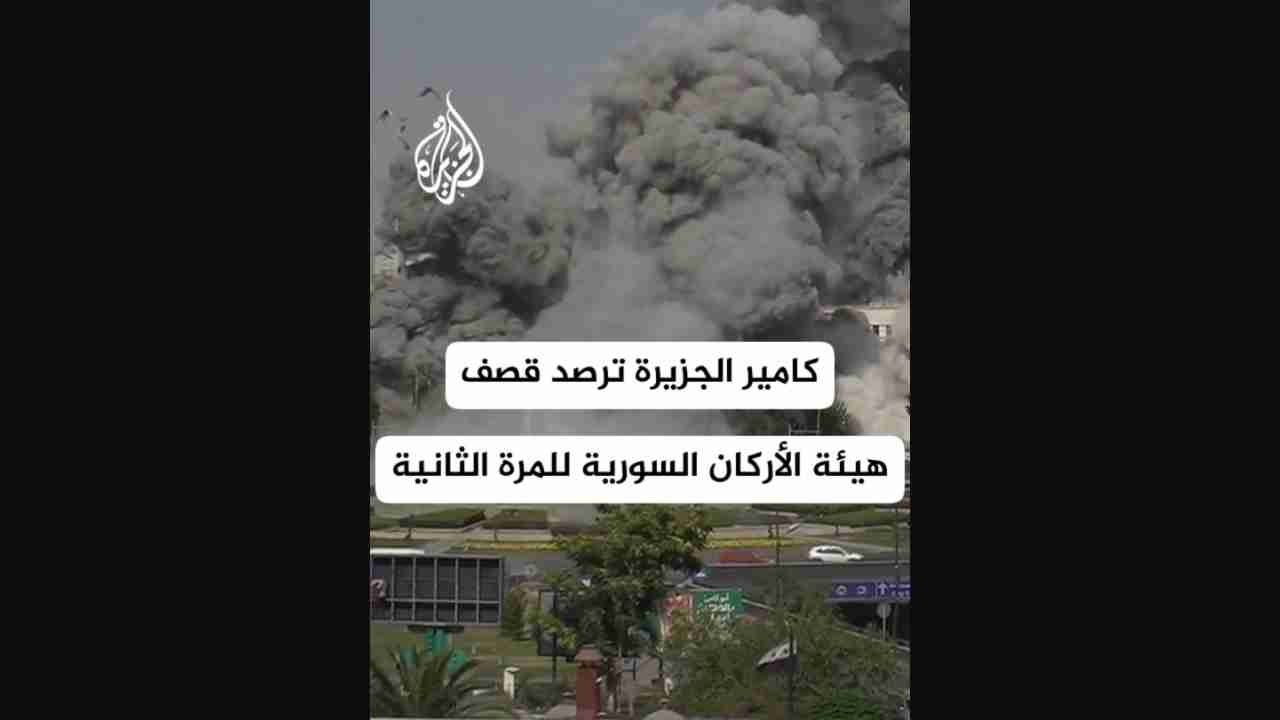 الجزيرة
كامير الجزيرة ترصد قصف
هيئة الأركان السورية للمرة الثانية